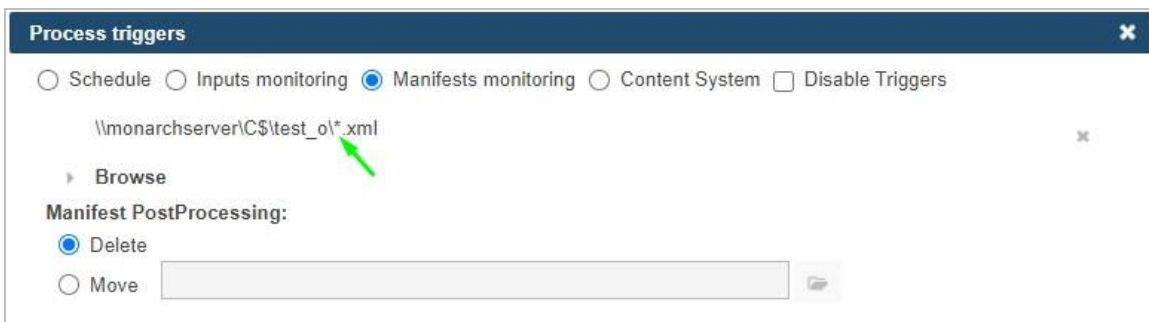 Process triggers
Schedule Inputs monitoring Manifests monitoring Content System Disable Triggers
\\monarchserver\C$\test_o\*.xml
Browse
Manifest PostProcessing:
Delete
Move